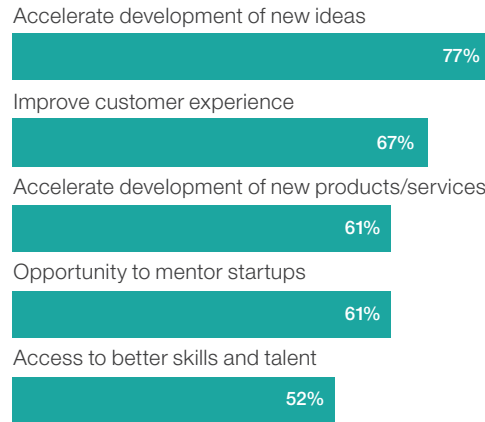 Accelerate development of new ideas
77%
Improve customer experience
67%
Accelerate development of new products/services
61%
Opportunity to mentor startups
61%
Access to better skills and talent
52%